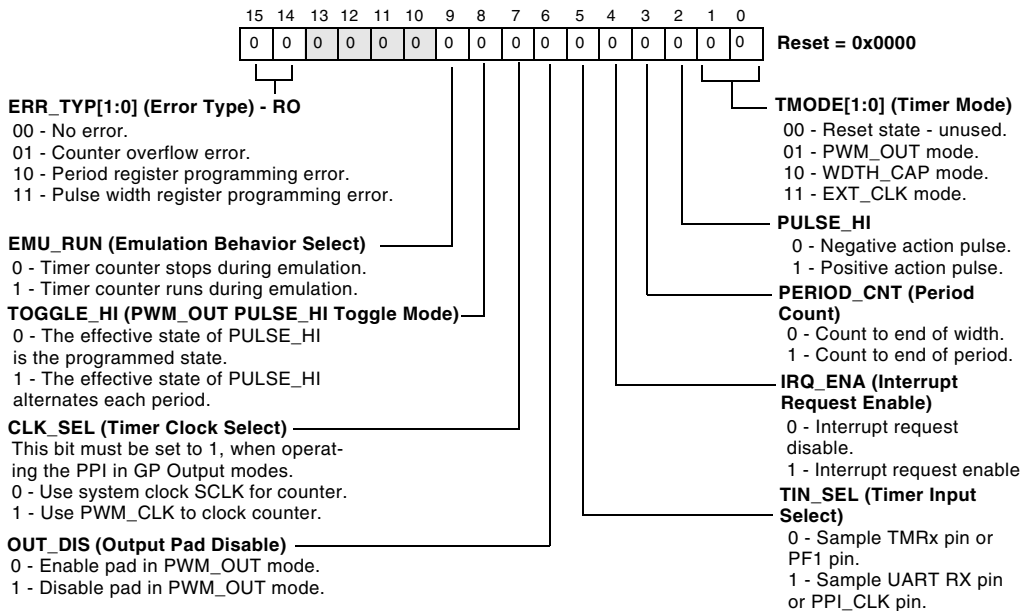 15 14 13 12 11 10 9 8 7 6 5 4 3 2 1 0
0 0 0 0 0 0 0 0 0 0 0 0 0 0 0 0
Reset = 0x0000
ERR_TYP[1:0] (Error Type) - RO
00 - No error.
01 - Counter overflow error.
10 - Period register programming error.
11 - Pulse width register programming error.
EMU_RUN (Emulation Behavior Select)
0 - Timer counter stops during emulation.
1 - Timer counter runs during emulation.
TOGGLE_HI (PWM_OUT PULSE_HI Toggle Mode)
0 - The effective state of PULSE_HI
is the programmed state.
1 - The effective state of PULSE_HI
alternates each period.
CLK_SEL (Timer Clock Select)
This bit must be set to 1, when operat-
ing the PPI in GP Output modes.
0 - Use system clock SCLK for counter.
1 - Use PWM_CLK to clock counter.
OUT_DIS (Output Pad Disable)
0 - Enable pad in PWM_OUT mode.
1 - Disable pad in PWM_OUT mode.
TMODE[1:0] (Timer Mode)
00 - Reset state - unused.
01 - PWM_OUT mode.
10 - WDTH_CAP mode.
11 - EXT_CLK mode.
PULSE_HI
0 - Negative action pulse.
1 - Positive action pulse.
PERIOD_CNT (Period
Count)
0 - Count to end of width.
1 - Count to end of period.
IRQ_ENA (Interrupt
Request Enable)
0 - Interrupt request
disable.
1 - Interrupt request enable
TIN_SEL (Timer Input
Select)
0 - Sample TMRx pin or
PF1 pin.
1 - Sample UART RX pin
or PPI_CLK pin.